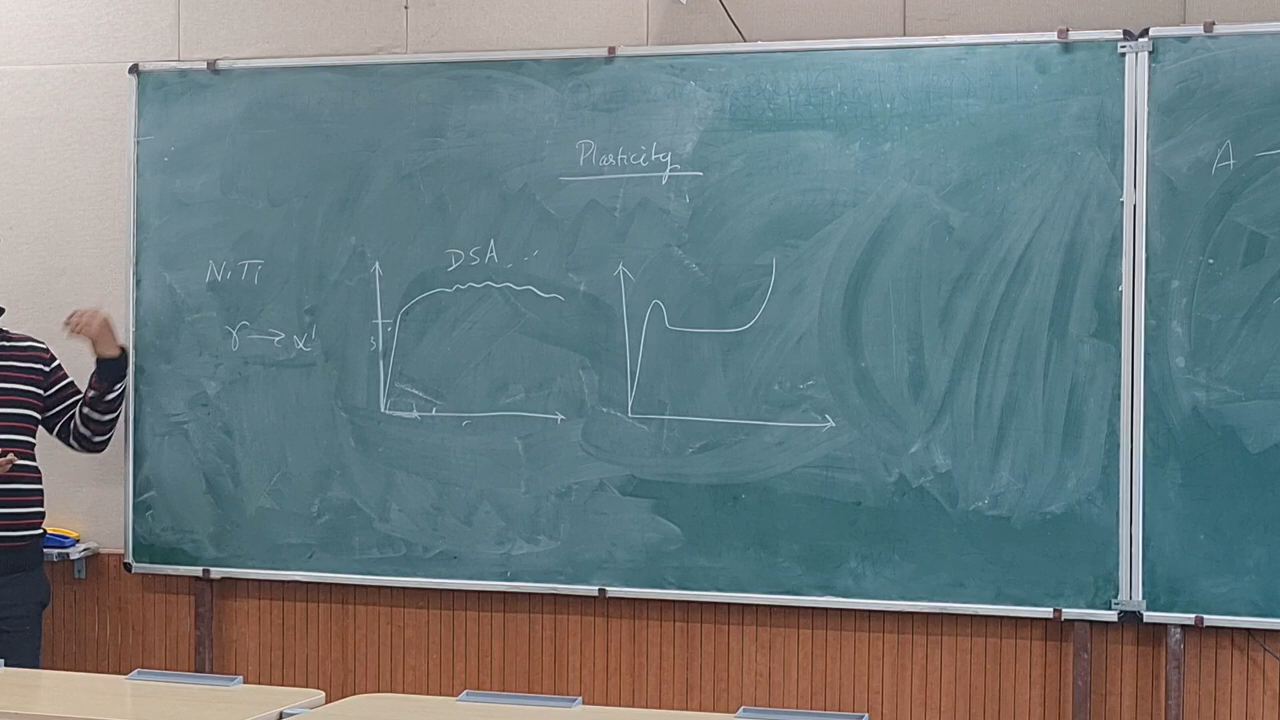 Plasticity
DSA...
NiTi
γ → α'
A –